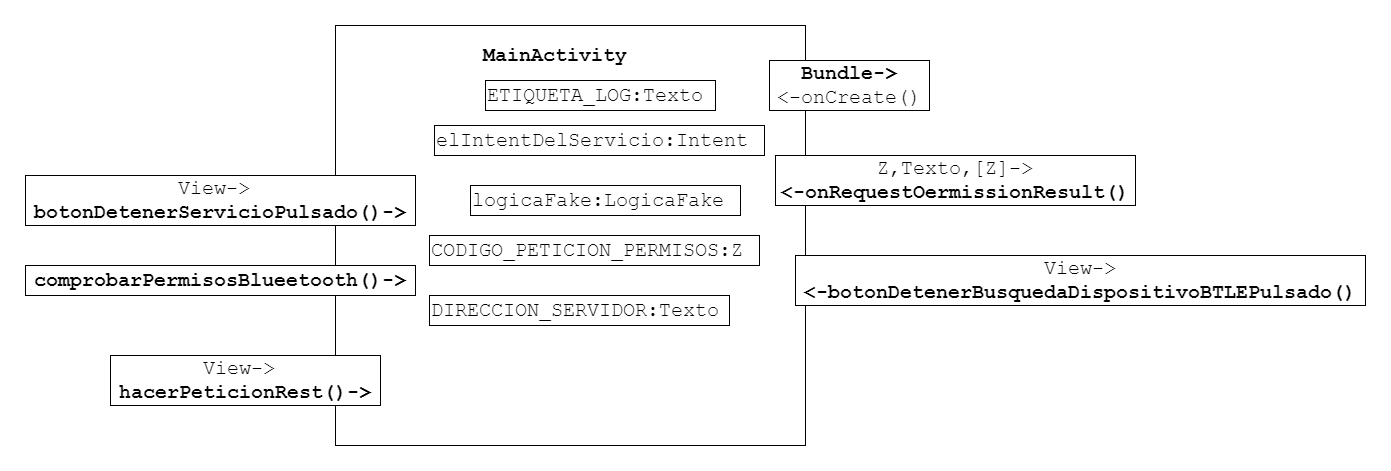 MainActivity
Bundle->
<-onCreate()
ETIQUETA_LOG:Texto
elIntentDelServicio:Intent
Z,Texto,[Z]->
<-onRequestOermissionResult()
View->
botonDetenerServicioPulsado()->
logicaFake:LogicaFake
CODIGO_PETICION_PERMISOS:Z
comprobarPermisosBlueetooth()->
View->
<-botonDetenerBusquedaDispositivoBTLEPulsado()
DIRECCION_SERVIDOR:Texto
View->
hacerPeticionRest()->